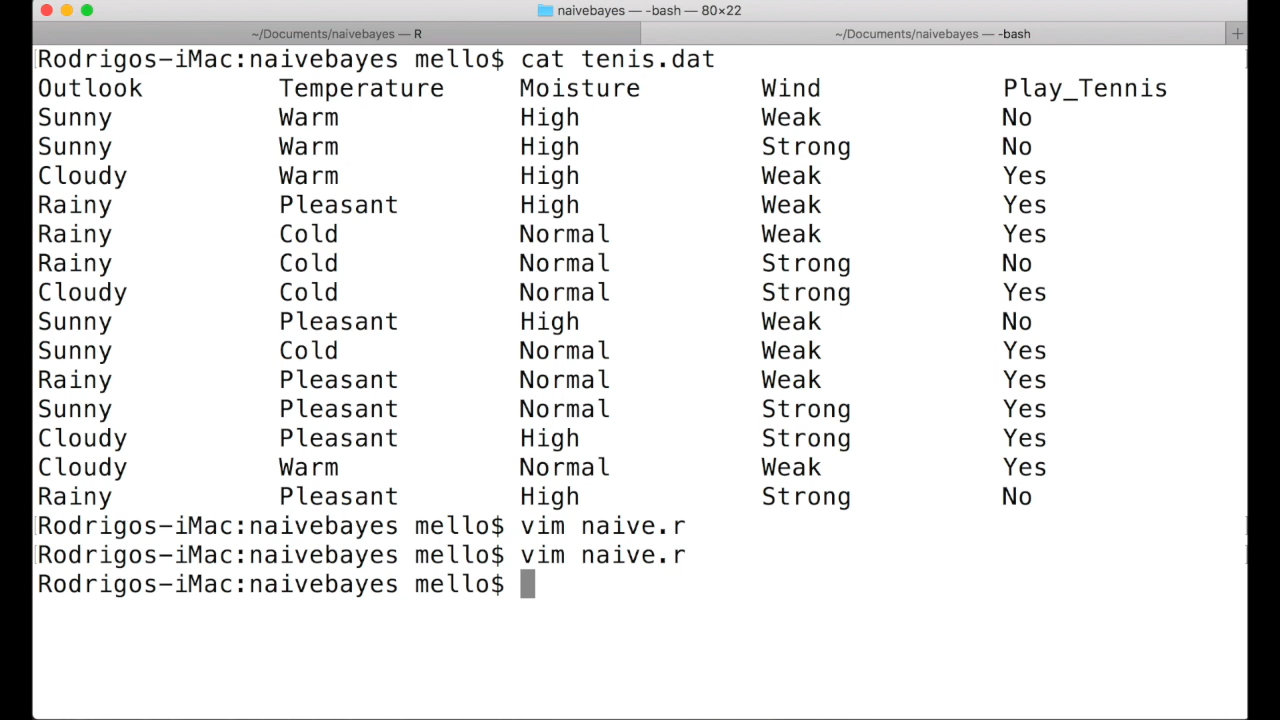 naivebayes — -bash — 80×22
~/Documents/naivebayes — R ~/Documents/naivebayes — -bash +
Rodrigos-iMac:naivebayes mello$ cat tenis.dat
Outlook Temperature Moisture Wind Play_Tennis
Sunny Warm High Weak No
Sunny Warm High Strong No
Cloudy Warm High Weak Yes
Rainy Pleasant High Weak Yes
Rainy Cold Normal Weak Yes
Rainy Cold Normal Strong No
Cloudy Cold Normal Strong Yes
Sunny Pleasant High Weak No
Sunny Cold Normal Weak Yes
Rainy Pleasant Normal Weak Yes
Sunny Pleasant Normal Strong Yes
Cloudy Pleasant High Strong Yes
Cloudy Warm Normal Weak Yes
Rainy Pleasant High Strong No
Rodrigos-iMac:naivebayes mello$ vim naive.r
Rodrigos-iMac:naivebayes mello$ vim naive.r
Rodrigos-iMac:naivebayes mello$